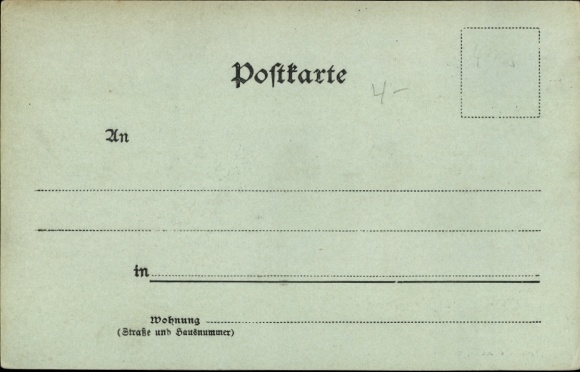 Postkarte
4-
An
in
Wohnung
(Straße und Hausnummer)